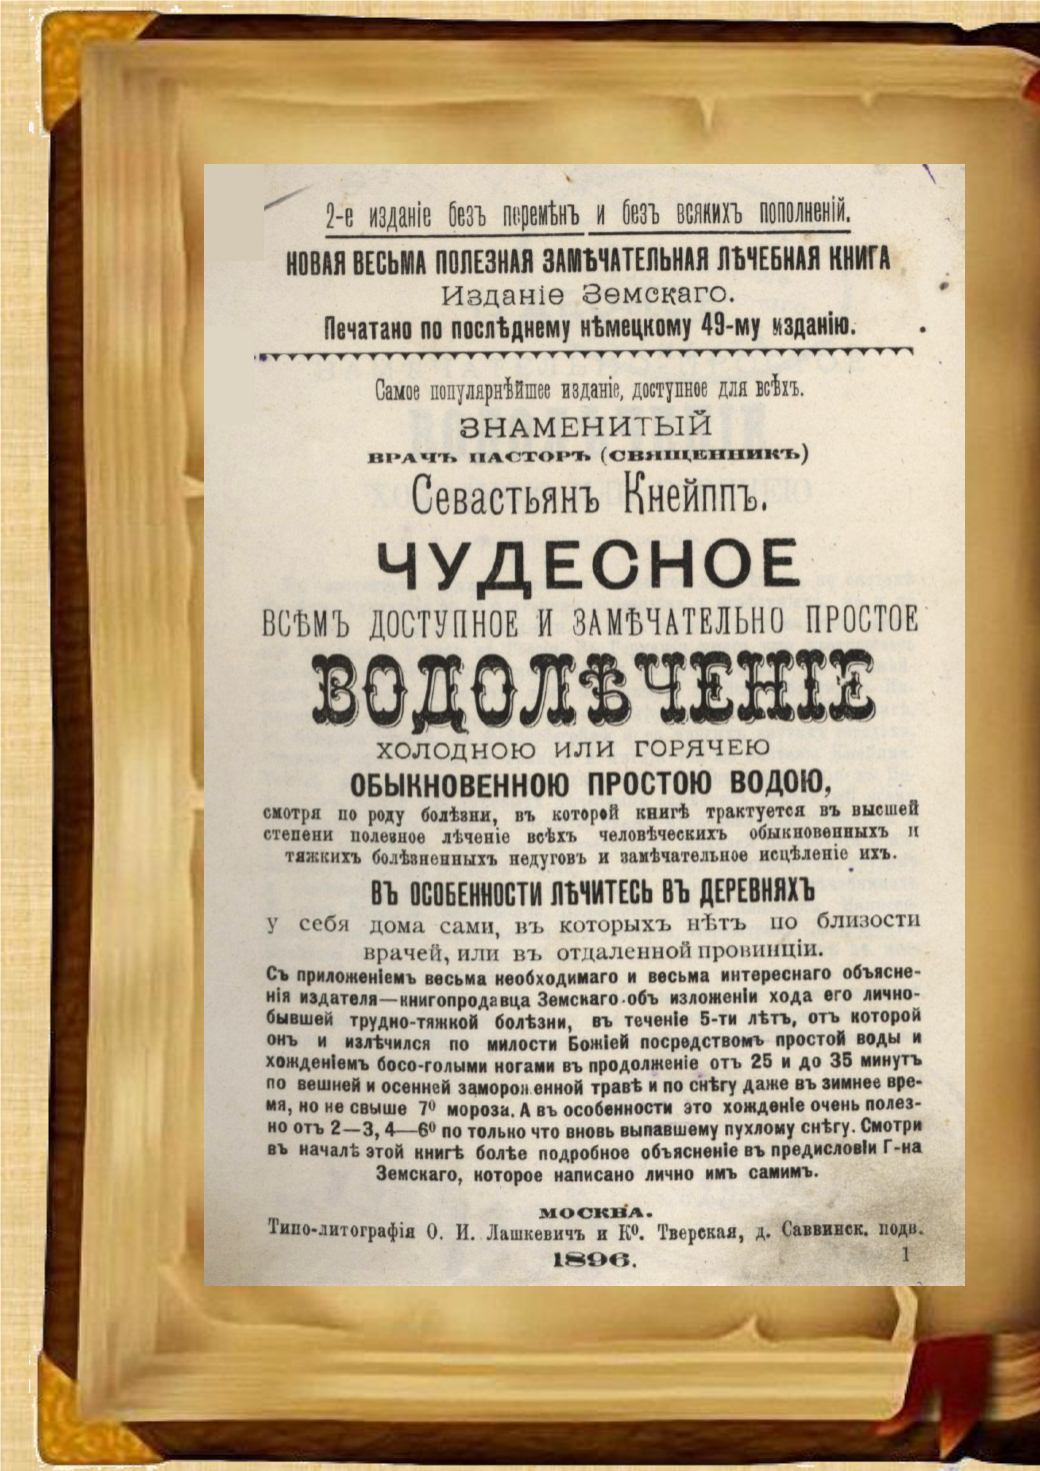 2-е изданіе безъ перемѣнъ и безъ всякихъ пополненій.
НОВАЯ ВЕСЬМА ПОЛЕЗНАЯ ЗАМѢЧАТЕЛЬНАЯ ЛѢЧЕБНАЯ КНИГА
Изданіе Земскаго.
Печатано по послѣднему нѣмецкому 49-му изданію.
Самое популярнѣйшее изданіе, доступное для всѣхъ.
ЗНАМЕНИТЫЙ
ВРАЧЪ ПАСТОРЪ (СВЯЩЕННИКЪ)
Севастьянъ Кнейппъ.
ЧУДЕСНОЕ
ВСѢМЪ ДОСТУПНОЕ И ЗАМѢЧАТЕЛЬНО ПРОСТОЕ
ВОДОЛѢЧЕНІЕ
ХОЛОДНОЮ ИЛИ ГОРЯЧЕЮ
ОБЫКНОВЕННОЮ ПРОСТОЮ ВОДОЮ,
смотря по роду болѣзни, въ которой книгѣ трактуется въ высшей
степени полезное лѣченіе всѣхъ человѣческихъ обыкновенныхъ и
тяжкихъ болѣзненныхъ недуговъ и замѣчательное исцѣленіе ихъ.
ВЪ ОСОБЕННОСТИ ЛѢЧИТЕСЬ ВЪ ДЕРЕВНЯХЪ
у себя дома сами, въ которыхъ нѣтъ по близости
врачей, или въ отдаленной провинціи.
Съ приложеніемъ весьма необходимаго и весьма интереснаго объясне-
нія издателя—книгопродавца Земскаго объ изложеніи хода его лично-
бывшей трудно-тяжкой болѣзни, въ теченіе 5-ти лѣтъ, отъ которой
онъ и излѣчился по милости Божіей посредствомъ простой воды и
хожденіемъ босо-голыми ногами въ продолженіе отъ 25 и до 35 минутъ
по вешней и осенней замороженной травѣ и по снѣгу даже въ зимнее вре-
мя, но не свыше 7⁰ мороза. А въ особенности это хожденіе очень полез-
но отъ 2—3, 4—6⁰ по только что вновь выпавшему пухлому снѣгу. Смотри
въ началѣ этой книгѣ болѣе подробное объясненіе въ предисловіи Г-на
Земскаго, которое написано лично имъ самимъ.
МОСКВА.
Типо-литографія О. И. Лашкевичъ и Кº. Тверская, д. Саввинск. подв.
1896.
1